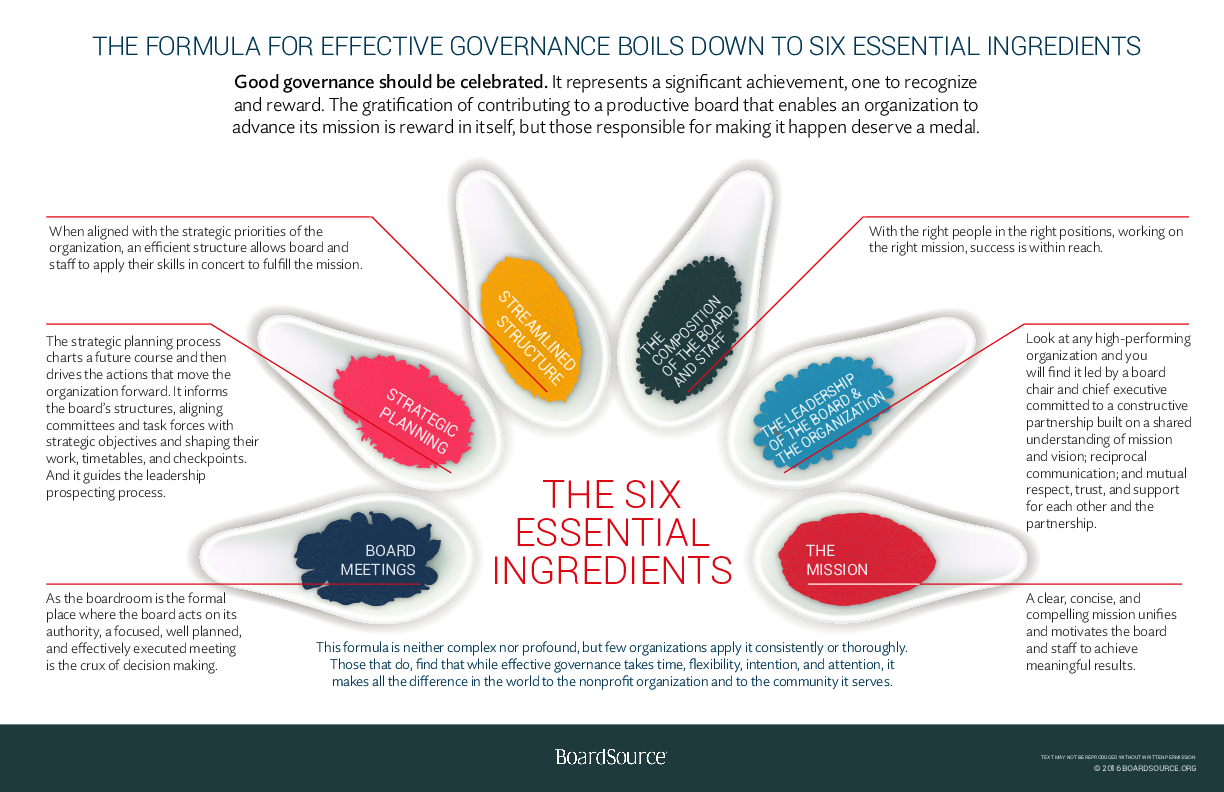 THE FORMULA FOR EFFECTIVE GOVERNANCE BOILS DOWN TO SIX ESSENTIAL INGREDIENTS
Good governance should be celebrated. It represents a significant achievement, one to recognize
and reward. The gratification of contributing to a productive board that enables an organization to
advance its mission is reward in itself, but those responsible for making it happen deserve a medal.
When aligned with the strategic priorities of the
organization, an efficient structure allows board and
staff to apply their skills in concert to fulfill the mission.
STREAMLINED
STRUCTURE
THE
COMPOSITION
OF THE BOARD
AND STAFF
With the right people in the right positions, working on
the right mission, success is within reach.
The strategic planning process
charts a future course and then
drives the actions that move the
organization forward. It informs
the board's structures, aligning
committees and task forces with
strategic objectives and shaping their
work, timetables, and checkpoints.
And it guides the leadership
prospecting process.
STRATEGIC
PLANNING
THE LEADERSHIP
OF THE BOARD &
THE ORGANIZATION
Look at any high-performing
organization and you
will find it led by a board
chair and chief executive
committed to a constructive
partnership built on a shared
understanding of mission
and vision; reciprocal
communication; and mutual
respect, trust, and support
for each other and the
partnership.
THE SIX
ESSENTIAL
INGREDIENTS
BOARD
MEETINGS
As the boardroom is the formal
place where the board acts on its
authority, a focused, well planned,
and effectively executed meeting
is the crux of decision making.
THE
MISSION
A clear, concise, and
compelling mission unifies
and motivates the board
and staff to achieve
meaningful results.
This formula is neither complex nor profound, but few organizations apply it consistently or thoroughly.
Those that do, find that while effective governance takes time, flexibility, intention, and attention, it
makes all the difference in the world to the nonprofit organization and to the community it serves.
BoardSource
TEXT MAY NOT BE REPRODUCED WITHOUT WRITTEN PERMISSION.
© 2016 BOARDSOURCE.ORG